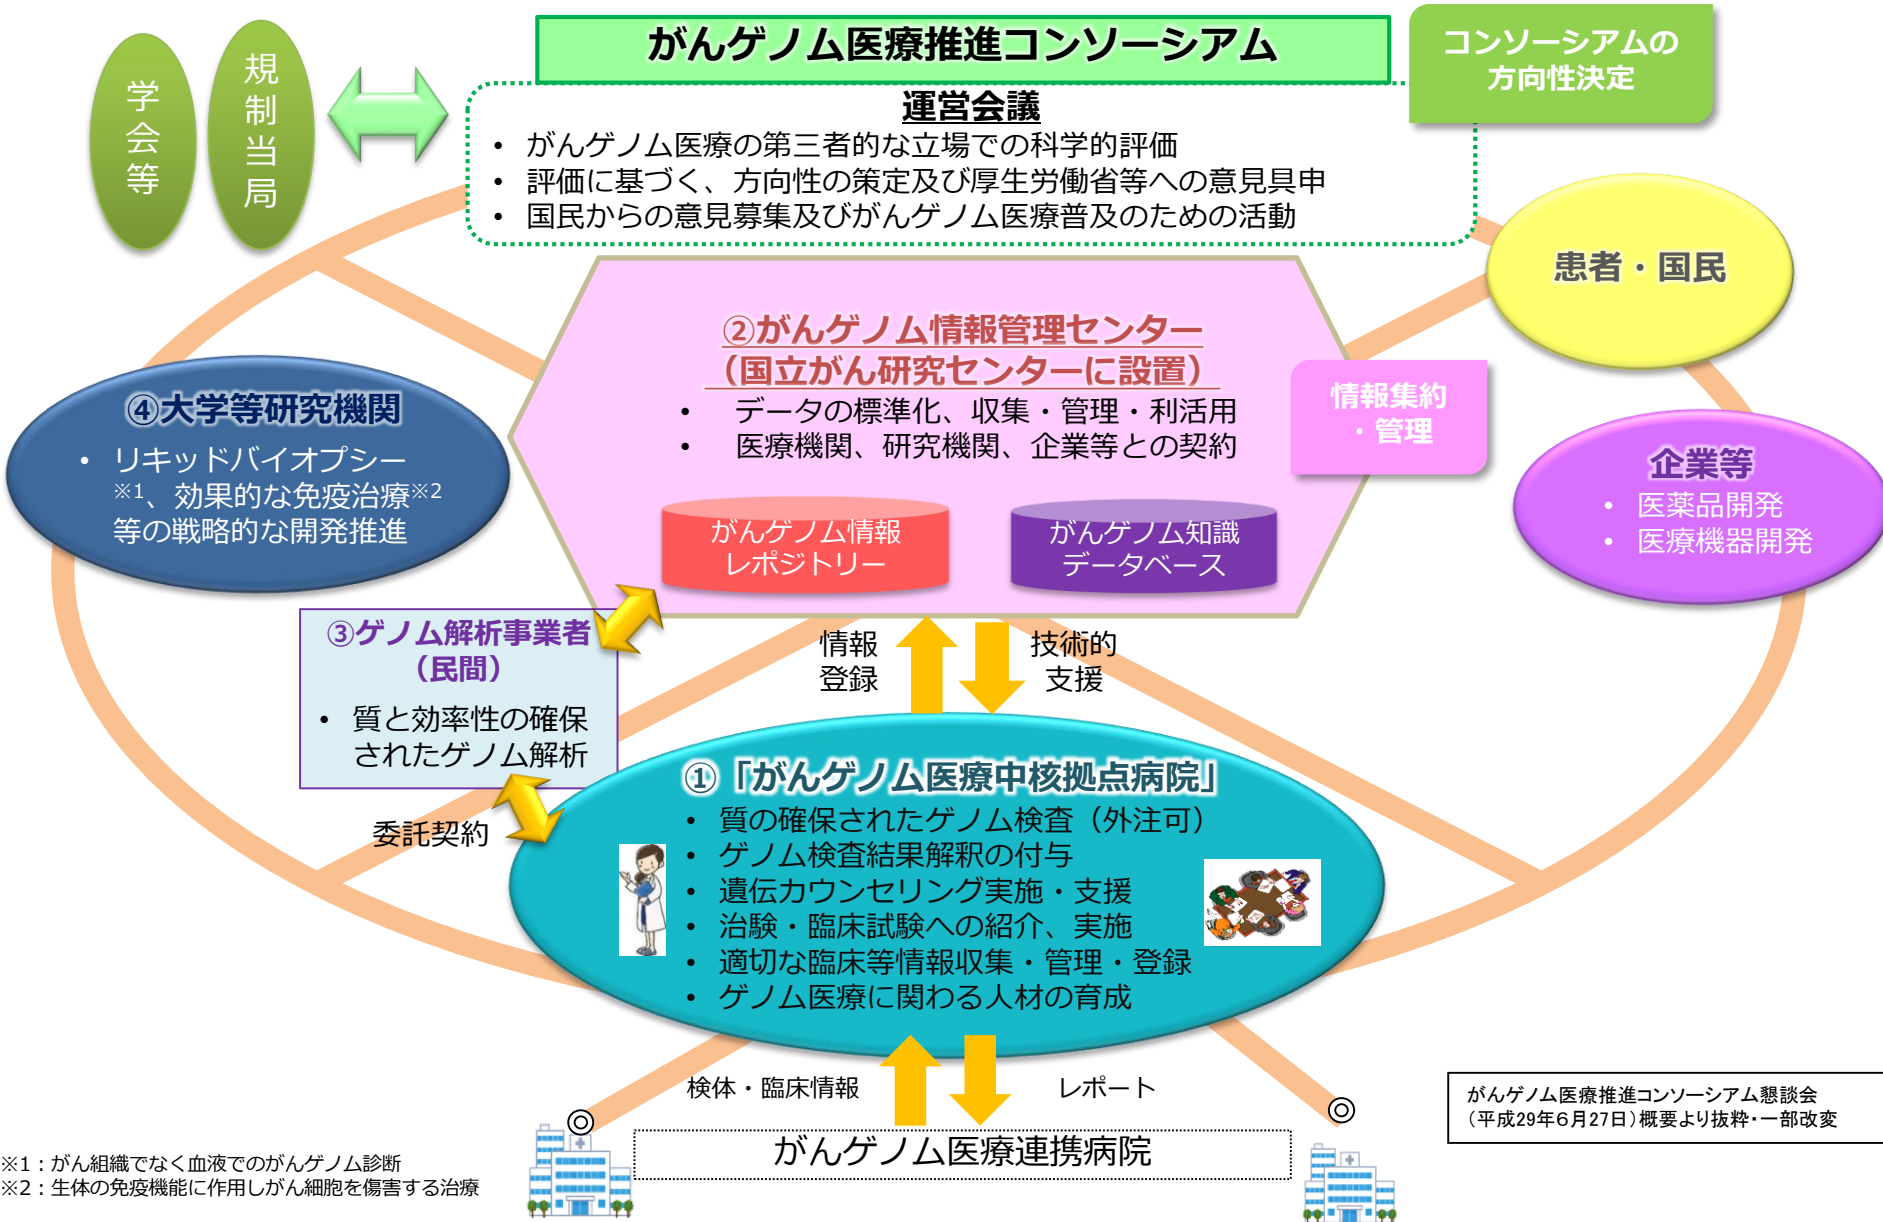 がんゲノム医療推進コンソーシアム
コンソーシアムの
方向性決定
学会等
規制当局
運営会議
• がんゲノム医療の第三者的な立場での科学的評価
• 評価に基づく、方向性の策定及び厚生労働省等への意見具申
• 国民からの意見募集及びがんゲノム医療普及のための活動
患者・国民
②がんゲノム情報管理センター
（国立がん研究センターに設置）
• データの標準化、収集・管理・利活用
• 医療機関、研究機関、企業等との契約
情報集約
・管理
がんゲノム情報
レポジトリー
がんゲノム知識
データベース
④大学等研究機関
• リキッドバイオプシー
※1、効果的な免疫治療※2
等の戦略的な開発推進
企業等
• 医薬品開発
• 医療機器開発
③ゲノム解析事業者
（民間）
• 質と効率性の確保
されたゲノム解析
情報
登録
技術的
支援
委託契約
①「がんゲノム医療中核拠点病院」
• 質の確保されたゲノム検査（外注可）
• ゲノム検査結果解釈の付与
• 遺伝カウンセリング実施・支援
• 治験・臨床試験への紹介、実施
• 適切な臨床等情報収集・管理・登録
• ゲノム医療に関わる人材の育成
検体・臨床情報
レポート
◎
◎
がんゲノム医療連携病院
がんゲノム医療推進コンソーシアム懇談会
（平成29年6月27日）概要より抜粋・一部改変
※1：がん組織でなく血液でのがんゲノム診断
※2：生体の免疫機能に作用しがん細胞を傷害する治療